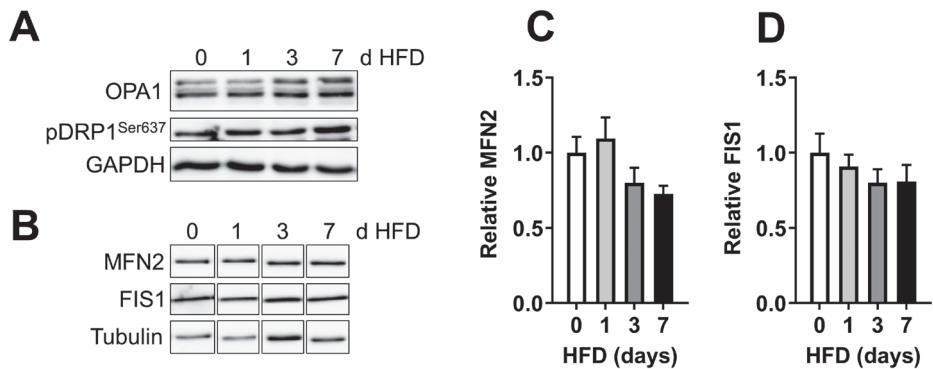 A
0 1 3 7 d HFD
OPA1
pDRP1Ser637
GAPDH
B
0 1 3 7 d HFD
MFN2
FIS1
Tubulin
C
Relative MFN2
1.5
1.0
0.5
0.0
0 1 3 7
HFD (days)
D
Relative FIS1
1.5
1.0
0.5
0.0
0 1 3 7
HFD (days)